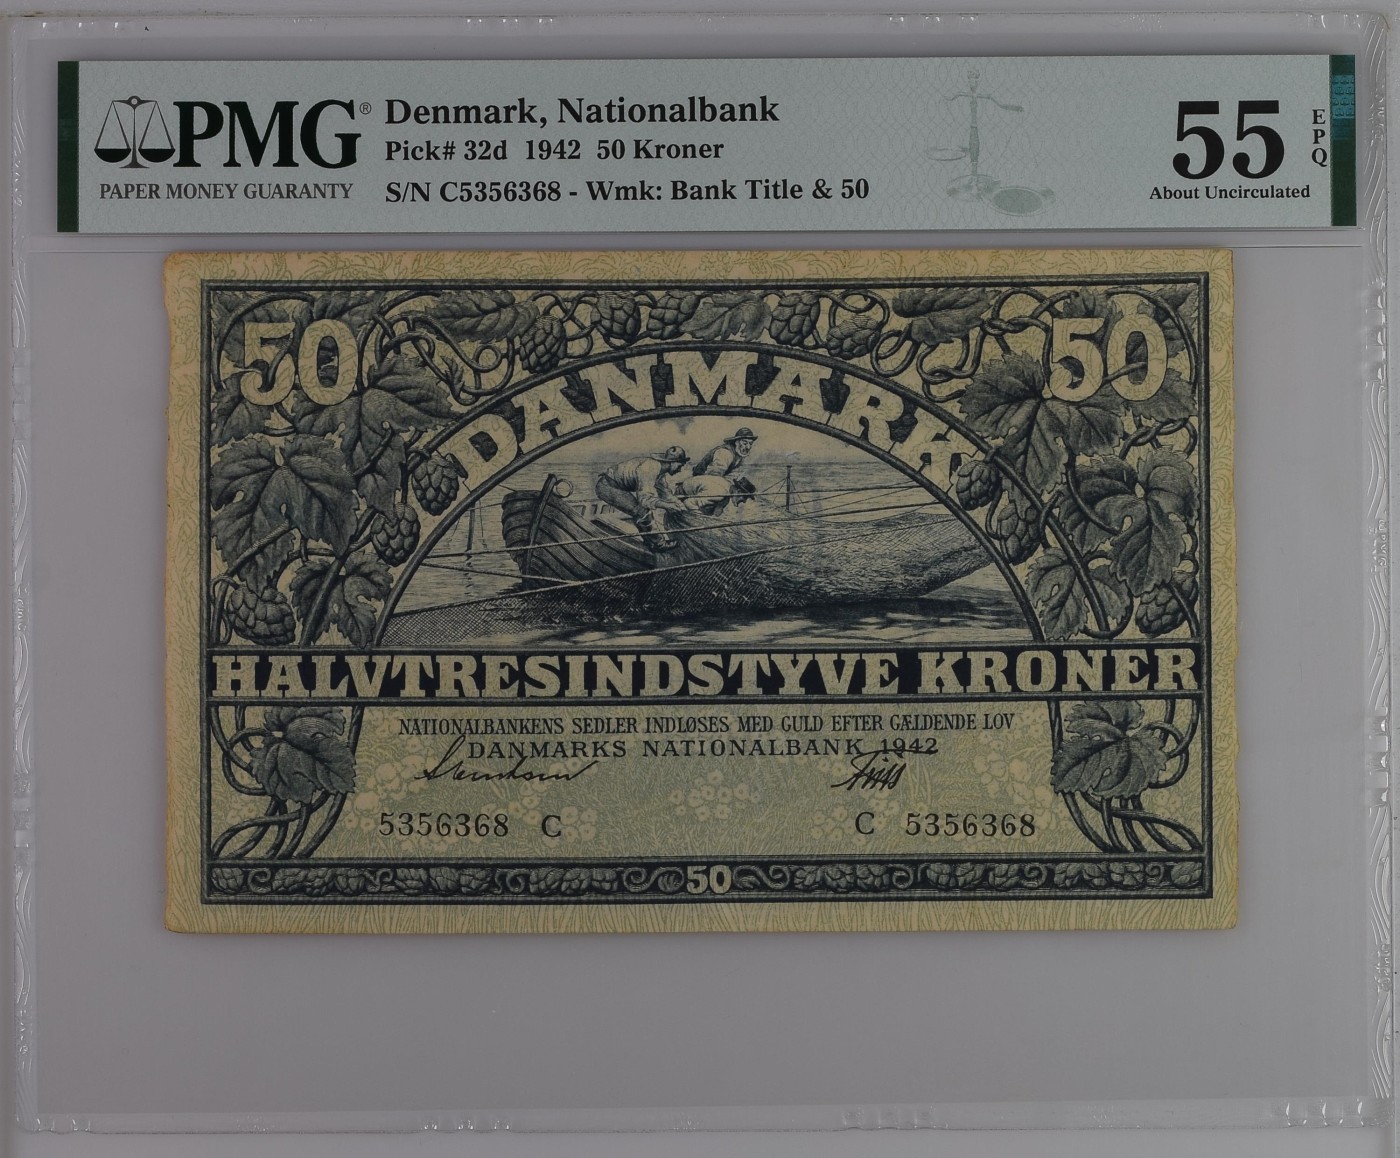 PMG®
PAPER MONEY GUARANTY
Denmark, Nationalbank
Pick# 32d 1942 50 Kroner
S/N C5356368 - Wmk: Bank Title & 50
55
EPQ
About Uncirculated
50 50
DANMARK
HALVTRESINDSTYVE KRONER
NATIONALBANKENS SEDLER INDLØSES MED GULD EFTER GÆLDENDE LOV
DANMARKS NATIONALBANK 1942
5356368 C C 5356368
50